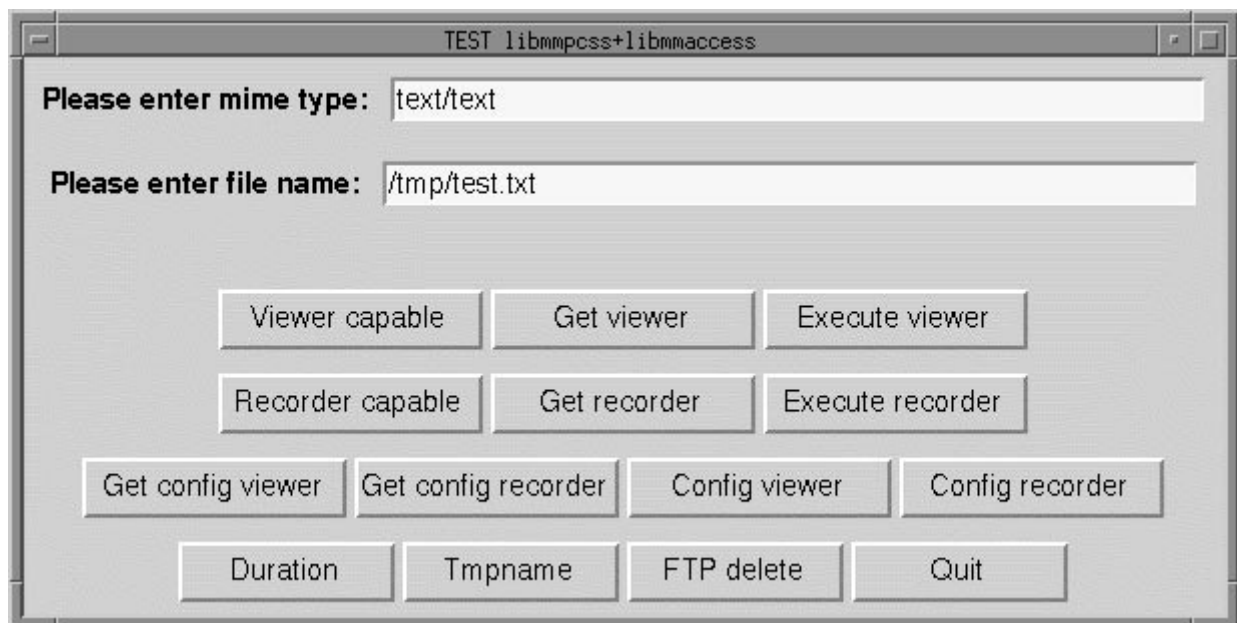 TEST libmmpcss+libmmaccess
Please enter mime type: text/text
Please enter file name: /tmp/test.txt
Viewer capable Get viewer Execute viewer
Recorder capable Get recorder Execute recorder
Get config viewer Get config recorder Config viewer Config recorder
Duration Tmpname FTP delete Quit